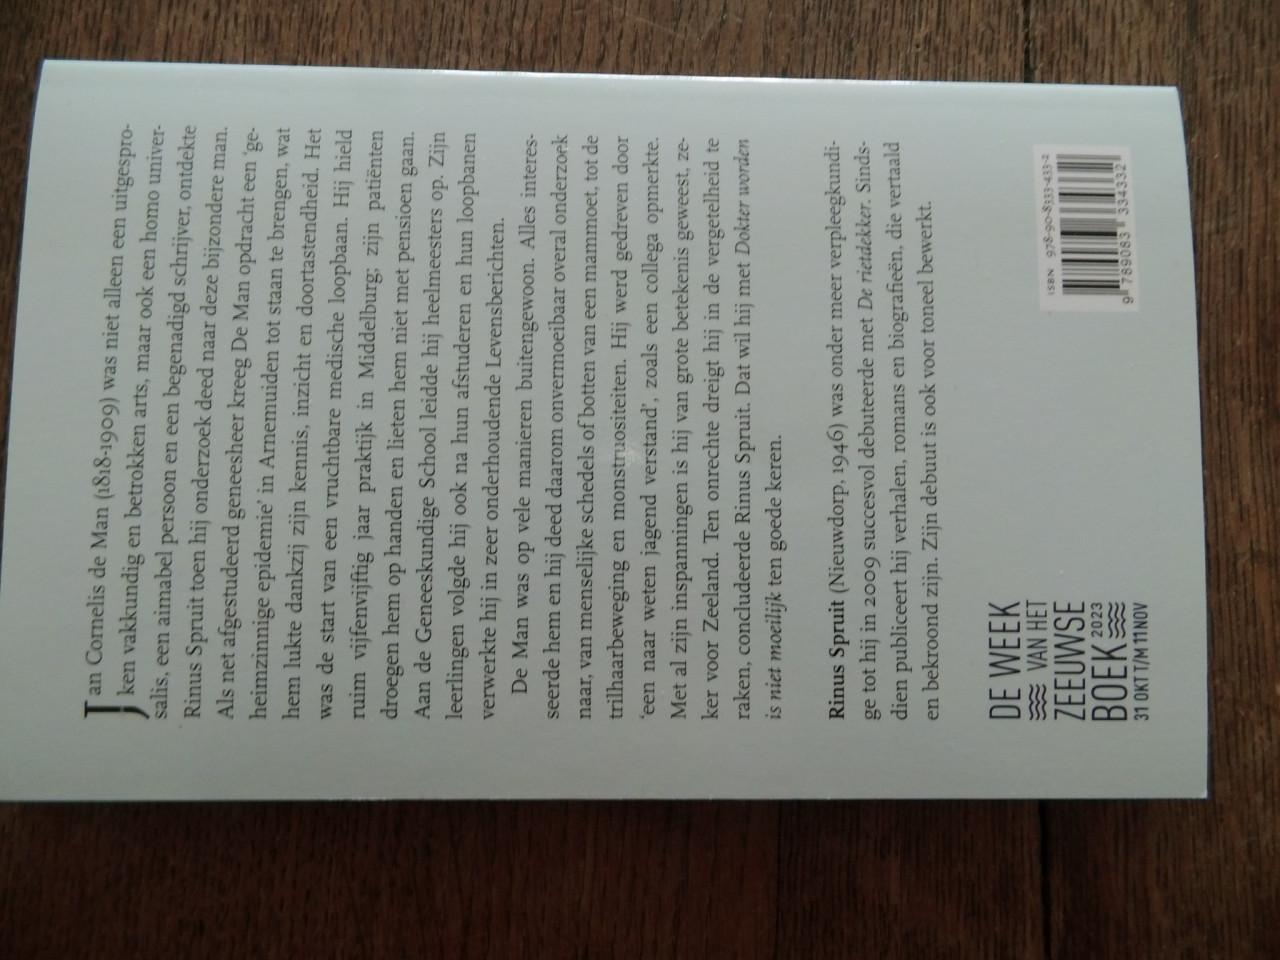 Jan Cornelis de Man (1818-1909) was niet alleen een uitgespro-
ken vakkundig en betrokken arts, maar ook een homo univer-
salis, een aimabel persoon en een begenadigd schrijver, ontdekte
Rinus Spruit toen hij onderzoek deed naar deze bijzondere man.
Als net afgestudeerd geneesheer kreeg De Man opdracht een ‘ge-
heimzinnige epidemie’ in Arnemuiden tot staan te brengen, wat
hem lukte dankzij zijn kennis, inzicht en doortastendheid. Het
was de start van een vruchtbare medische loopbaan. Hij hield
ruim vijfenvijftig jaar praktijk in Middelburg; zijn patiënten
droegen hem op handen en lieten hem niet met pensioen gaan.
Aan de Geneeskundige School leidde hij heelmeesters op. Zijn
leerlingen volgde hij ook na hun afstuderen en hun loopbanen
verwerkte hij in zeer onderhoudende Levensberichten.
De Man was op vele manieren buitengewoon. Alles interes-
seerde hem en hij deed daarom onvermoeibaar overal onderzoek
naar, van menselijke schedels of botten van een mammoet, tot de
trilhaarbeweging en monstruositeiten. Hij werd gedreven door
‘een naar weten jagend verstand’, zoals een collega opmerkte.
Met al zijn inspanningen is hij van grote betekenis geweest, ze-
ker voor Zeeland. Ten onrechte dreigt hij in de vergetelheid te
raken, concludeerde Rinus Spruit. Dat wil hij met Dokter worden
is niet moeilijk ten goede keren.
Rinus Spruit (Nieuwdorp, 1946) was onder meer verpleegkundi-
ge tot hij in 2009 succesvol debuteerde met De rietdekker. Sinds-
dien publiceert hij verhalen, romans en biografieën, die vertaald
en bekroond zijn. Zijn debuut is ook voor toneel bewerkt.
DE WEEK
VAN HET
ZEEUWSE
BOEK 2023
31 OKT T/M 11 NOV
ISBN 978-90-8333-433-2
9 789083 334332